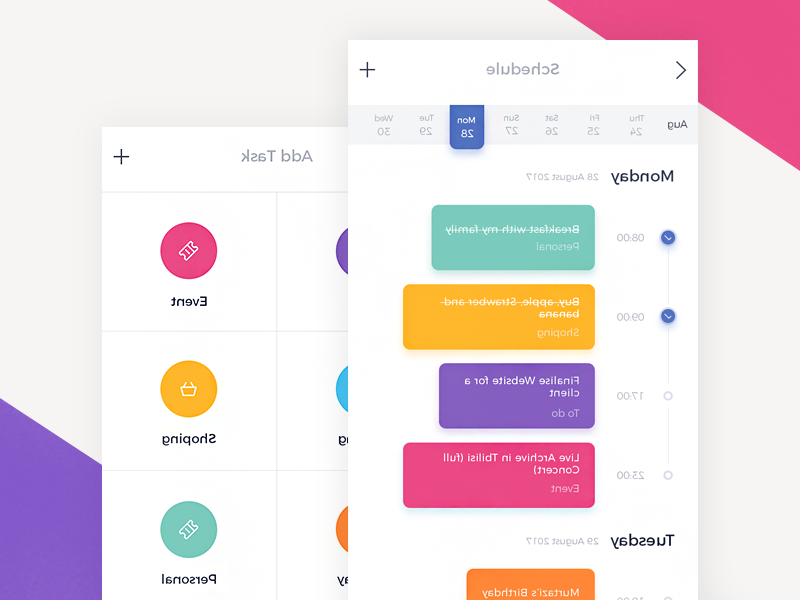 Schedule
Aug
Thu Fri Sat Sun Mon Tue Wed
24 25 26 27 28 29 30
Monday 28 August 2017
08:00
Breakfast with my family
Personal
09:00
Buy, apple, Strawber and
banana
Shoping
17:00
Finalise Website for a
client
To do
23:00
Live Archive in Tbilisi (full
Concert)
Event
Tuesday 29 August 2017
Murtazi's Birthday
Add Task
Event
ng
Shoping
ay
Personal